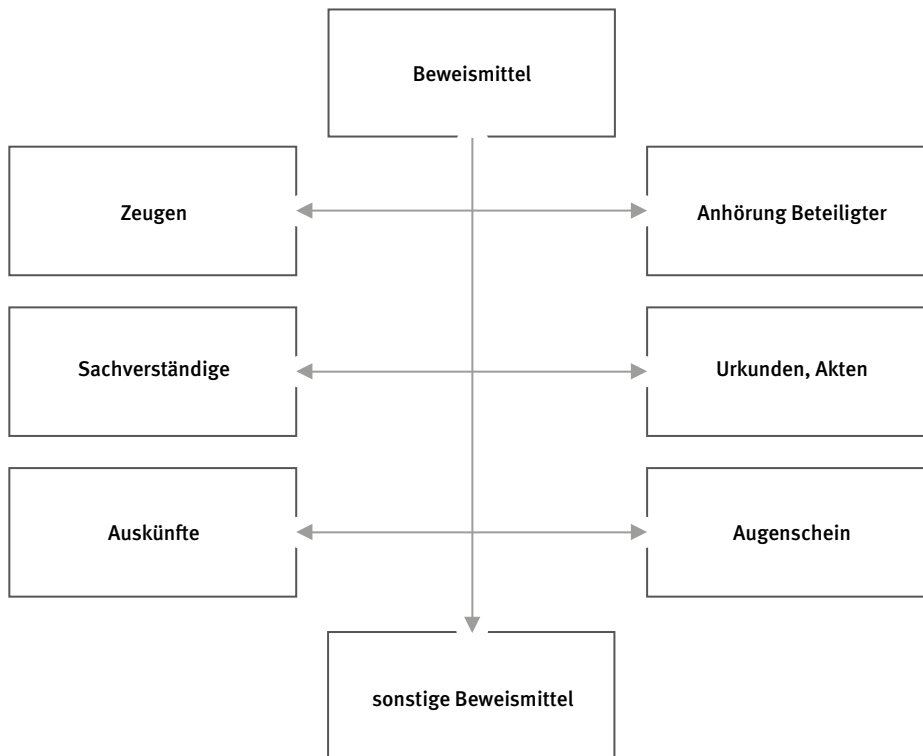 Beweismittel
Zeugen
Anhörung Beteiligter
Sachverständige
Urkunden, Akten
Auskünfte
Augenschein
sonstige Beweismittel